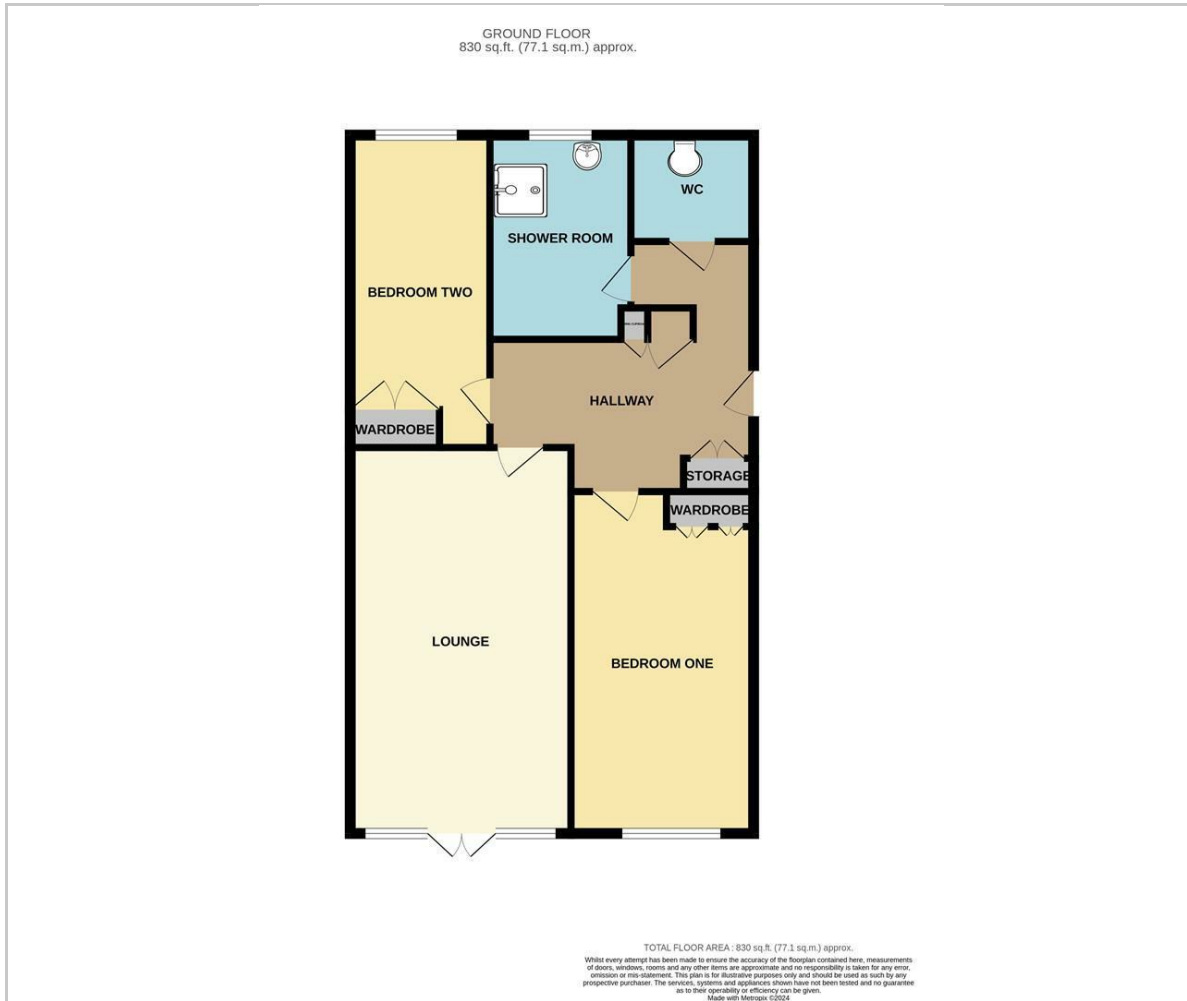 GROUND FLOOR
830 sq.ft. (77.1 sq.m.) approx.
WC
SHOWER ROOM
BEDROOM TWO
HALLWAY
WARDROBE
STORAGE
WARDROBE
LOUNGE
BEDROOM ONE
TOTAL FLOOR AREA : 830 sq.ft. (77.1 sq.m.) approx.
Whilst every attempt has been made to ensure the accuracy of the floorplan contained here, measurements
of doors, windows, rooms and any other items are approximate and no responsibility is taken for any error,
omission or mis-statement. This plan is for illustrative purposes only and should be used as such by any
prospective purchaser. The services, systems and appliances shown have not been tested and no guarantee
as to their operability or efficiency can be given.
Made with Metropix ©2024